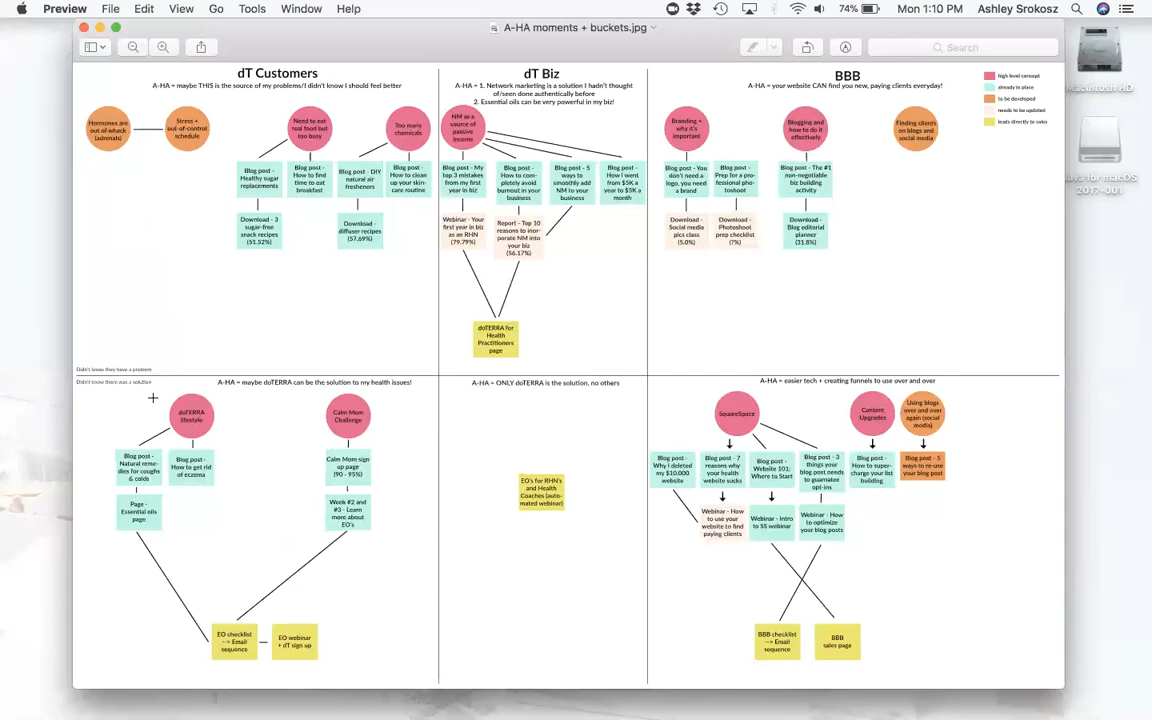 Preview File Edit View Go Tools Window Help
74% Mon 1:10 PM Ashley Srokosz
A-HA moments + buckets.jpg
Search
Macintosh HD
2017-001
dT Customers
A-HA = maybe THIS is the source of my problems/I didn't know I should feel better
Hormones are
out of whack
(adrenals)
Stress +
out-of-control
schedule
Need to eat
real food but
too busy
Too many
chemicals
Blog post -
Healthy sugar
replacements
Blog post -
How to find
time to eat
breakfast
Blog post - DIY
natural air
fresheners
Blog post -
How to clean
up your skin-
care routine
Download - 3
sugar-free
snack recipes
(51.52%)
Download -
diffuser recipes
(57.69%)
dT Biz
A-HA = 1. Network marketing is a solution I hadn't thought
of/seen done authentically before
2. Essential oils can be very powerful in my biz!
NM as a
source of
passive
income
Blog post - My
top 3 mistakes
from my first
year in biz
Blog post -
How to com-
pletely avoid
burnout in your
business
Blog post - 5
ways to
smoothly add
NM to your
business
Blog post -
How I went
from $5K a
year to $5K a
month
Webinar - Your
first year in biz
as an RHN
(79.79%)
Report - Top 10
reasons to incor-
porate NM into
your biz
(56.17%)
doTERRA for
Health
Practitioners
page
BBB
A-HA = your website CAN find you new, paying clients everyday!
high level concept
already in place
to be developed
needs to be updated
leads directly to sales
Branding +
why it's
important
Blogging and
how to do it
effectively
Finding clients
on blogs and
social media
Blog post - You
don't need a
logo, you need
a brand
Blog post -
Prep for a pro-
fessional pho-
toshoot
Blog post - The #1
non-negotiable
biz building
activity
Download -
Social media
pics class
(5.0%)
Download -
Photoshoot
prep checklist
(7%)
Download -
Blog editorial
planner
(31.8%)
Didn't know they have a problem
Didn't know there was a solution
A-HA = maybe doTERRA can be the solution to my health issues!
doTERRA
lifestyle
Calm Mom
Challenge
Blog post -
Natural reme-
dies for coughs
& colds
Blog post -
How to get rid
of eczema
Calm Mom sign
up page
(90 - 95%)
Page -
Essential oils
page
Week #2 and
#3 - Learn
more about
EO's
EO checklist
--> Email
sequence
EO webinar
+ dT sign up
A-HA = ONLY doTERRA is the solution, no others
EO's for RHN's
and Health
Coaches (auto-
mated webinar)
A-HA = easier tech + creating funnels to use over and over
SquareSpace
Content
Upgrades
Using blogs
over and over
again (social
media)
Blog post -
Why I deleted
my $10,000
website
Blog post - 7
reasons why
your health
website sucks
Blog post -
Website 101:
Where to Start
Blog post - 3
things your
blog post needs
to guarnatee
opt-ins
Blog post -
How to super-
charge your list
building
Blog post - 5
ways to re-use
your blog post
Webinar - How
to use your
website to find
paying clients
Webinar - Intro
to SS webinar
Webinar - How
to optimize
your blog posts
BBB checklist
--> Email
sequence
BBB
sales page